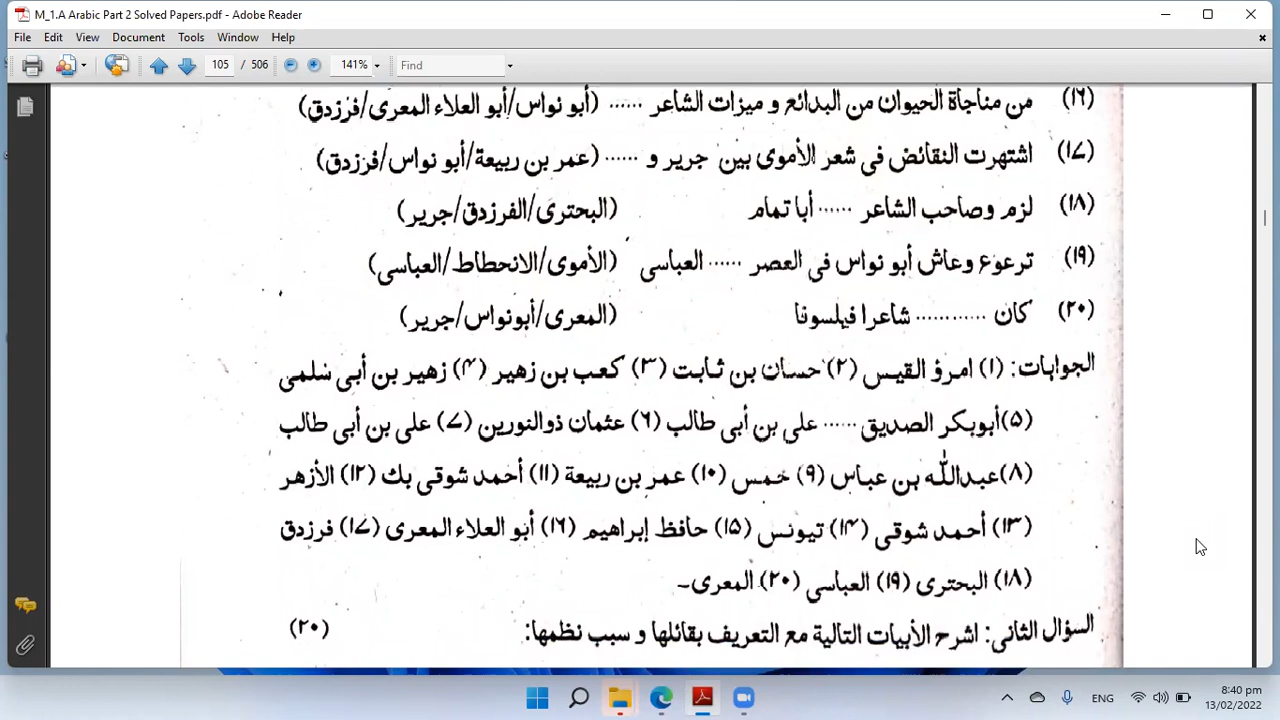 M_1.A Arabic Part 2 Solved Papers.pdf - Adobe Reader
File Edit View Document Tools Window Help
105 / 506 141% Find
(١٦) من مناجاة الحيوان من البدائع و ميزات الشاعر ...... (أبو نواس/أبو العلاء المعرى/فرزدق)
(١٧) اشتهرت النقائض فى شعر الأموى بين جرير و ...... (عمر بن ربيعة/أبو نواس/فرزدق)
(١٨) لزم وصاحب الشاعر ...... أبا تمام (البحترى/الفرزدق/جرير)
(١٩) ترعوع وعاش أبو نواس فى العصر ...... العباسى (الأموى/الانحطاط/العباسى)
(٢٠) كان ............ شاعرا فيلسوفا (المعرى/أبونواس/جرير)
الجوابات: (١) امرؤ القيس (٢) حسان بن ثابت (٣) كعب بن زهير (۴) زهير بن أبى سلمى
(۵) أبوبكر الصديق ...... على بن أبى طالب (٦) عثمان ذوالنورين (٧) على بن أبى طالب
(٨) عبدالله بن عباس (٩) خمس (١٠) عمر بن ربيعة (١١) أحمد شوقى بك (١٢) الأزهر
(١٣) أحمد شوقى (١۴) تيونس (١۵) حافظ إبراهيم (١٦) أبو العلاء المعرى (١٧) فرزدق
(١٨) البحترى (١٩) العباسى (٢٠) المعرى۔
السؤال الثانى: اشرح الأبيات التالية مع التعريف بقائلها و سبب نظمها: (٢٠)
ENG
8:40 pm
13/02/2022